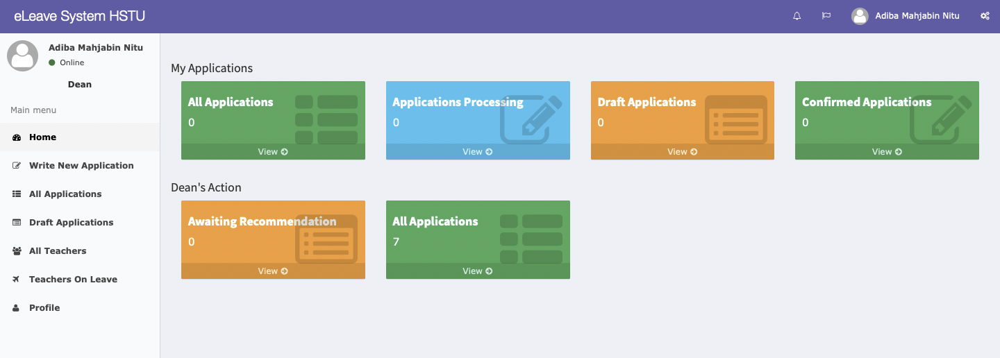 eLeave System HSTU
Adiba Mahjabin Nitu
Adiba Mahjabin Nitu
Online
Dean
Main menu
Home
Write New Application
All Applications
Draft Applications
All Teachers
Teachers On Leave
Profile
My Applications
All Applications
0
View
Applications Processing
0
View
Draft Applications
0
View
Confirmed Applications
0
View
Dean's Action
Awaiting Recommendation
0
View
All Applications
7
View